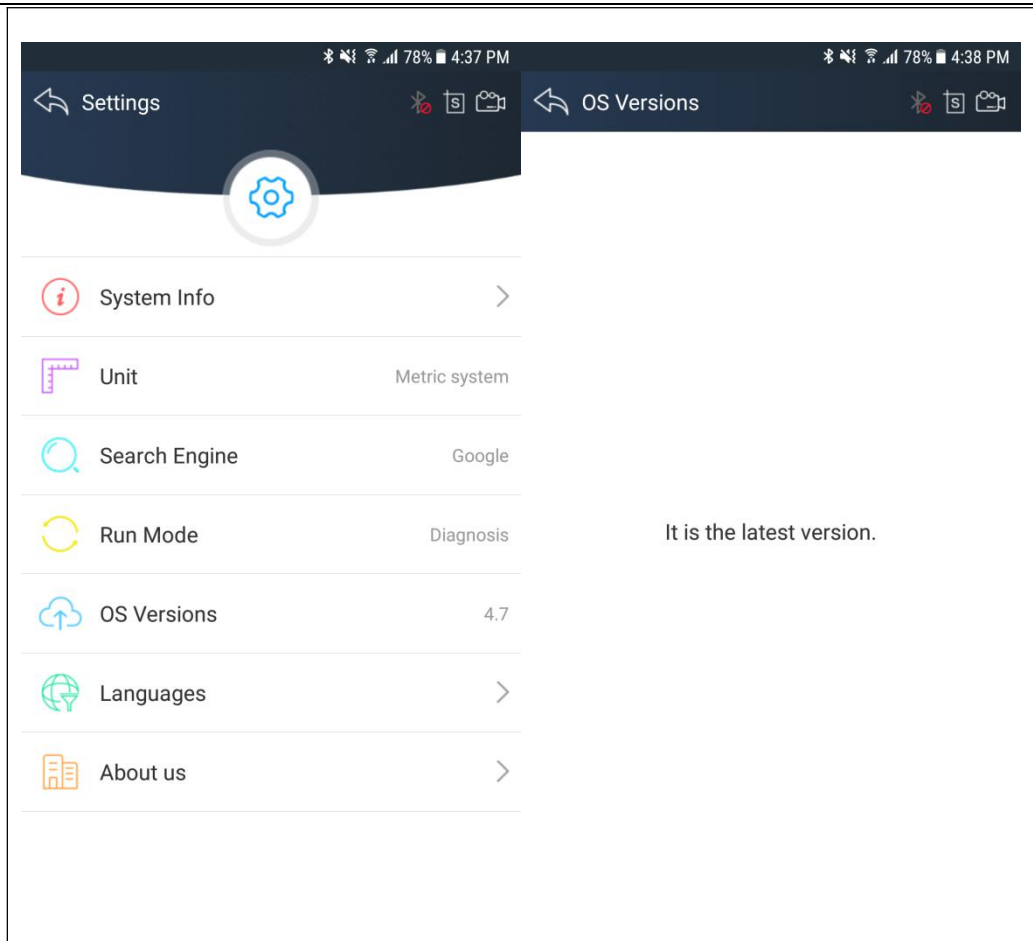 78% 4:37 PM
Settings
System Info
Unit Metric system
Search Engine Google
Run Mode Diagnosis
OS Versions 4.7
Languages
About us
78% 4:38 PM
OS Versions
It is the latest version.